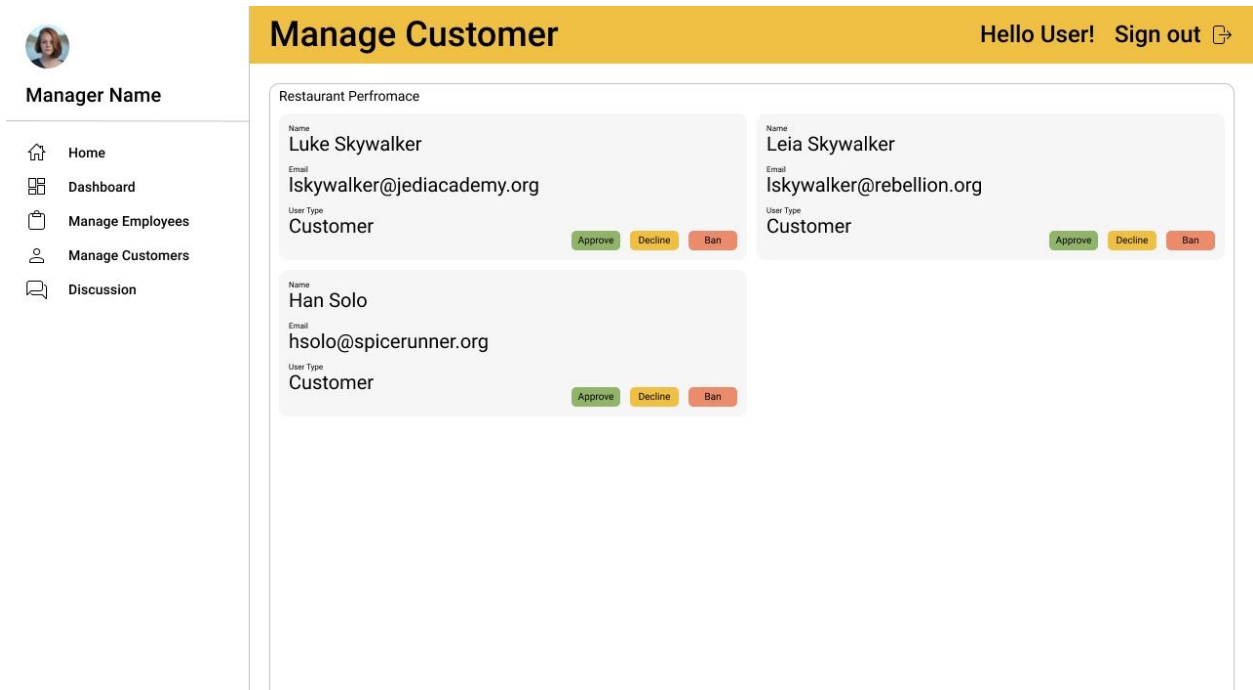 Manage Customer
Hello User! Sign out
Manager Name
Home
Dashboard
Manage Employees
Manage Customers
Discussion
Restaurant Perfromace
Name
Luke Skywalker
Email
lskywalker@jediacademy.org
User Type
Customer
Approve Decline Ban
Name
Leia Skywalker
Email
lskywalker@rebellion.org
User Type
Customer
Approve Decline Ban
Name
Han Solo
Email
hsolo@spicerunner.org
User Type
Customer
Approve Decline Ban